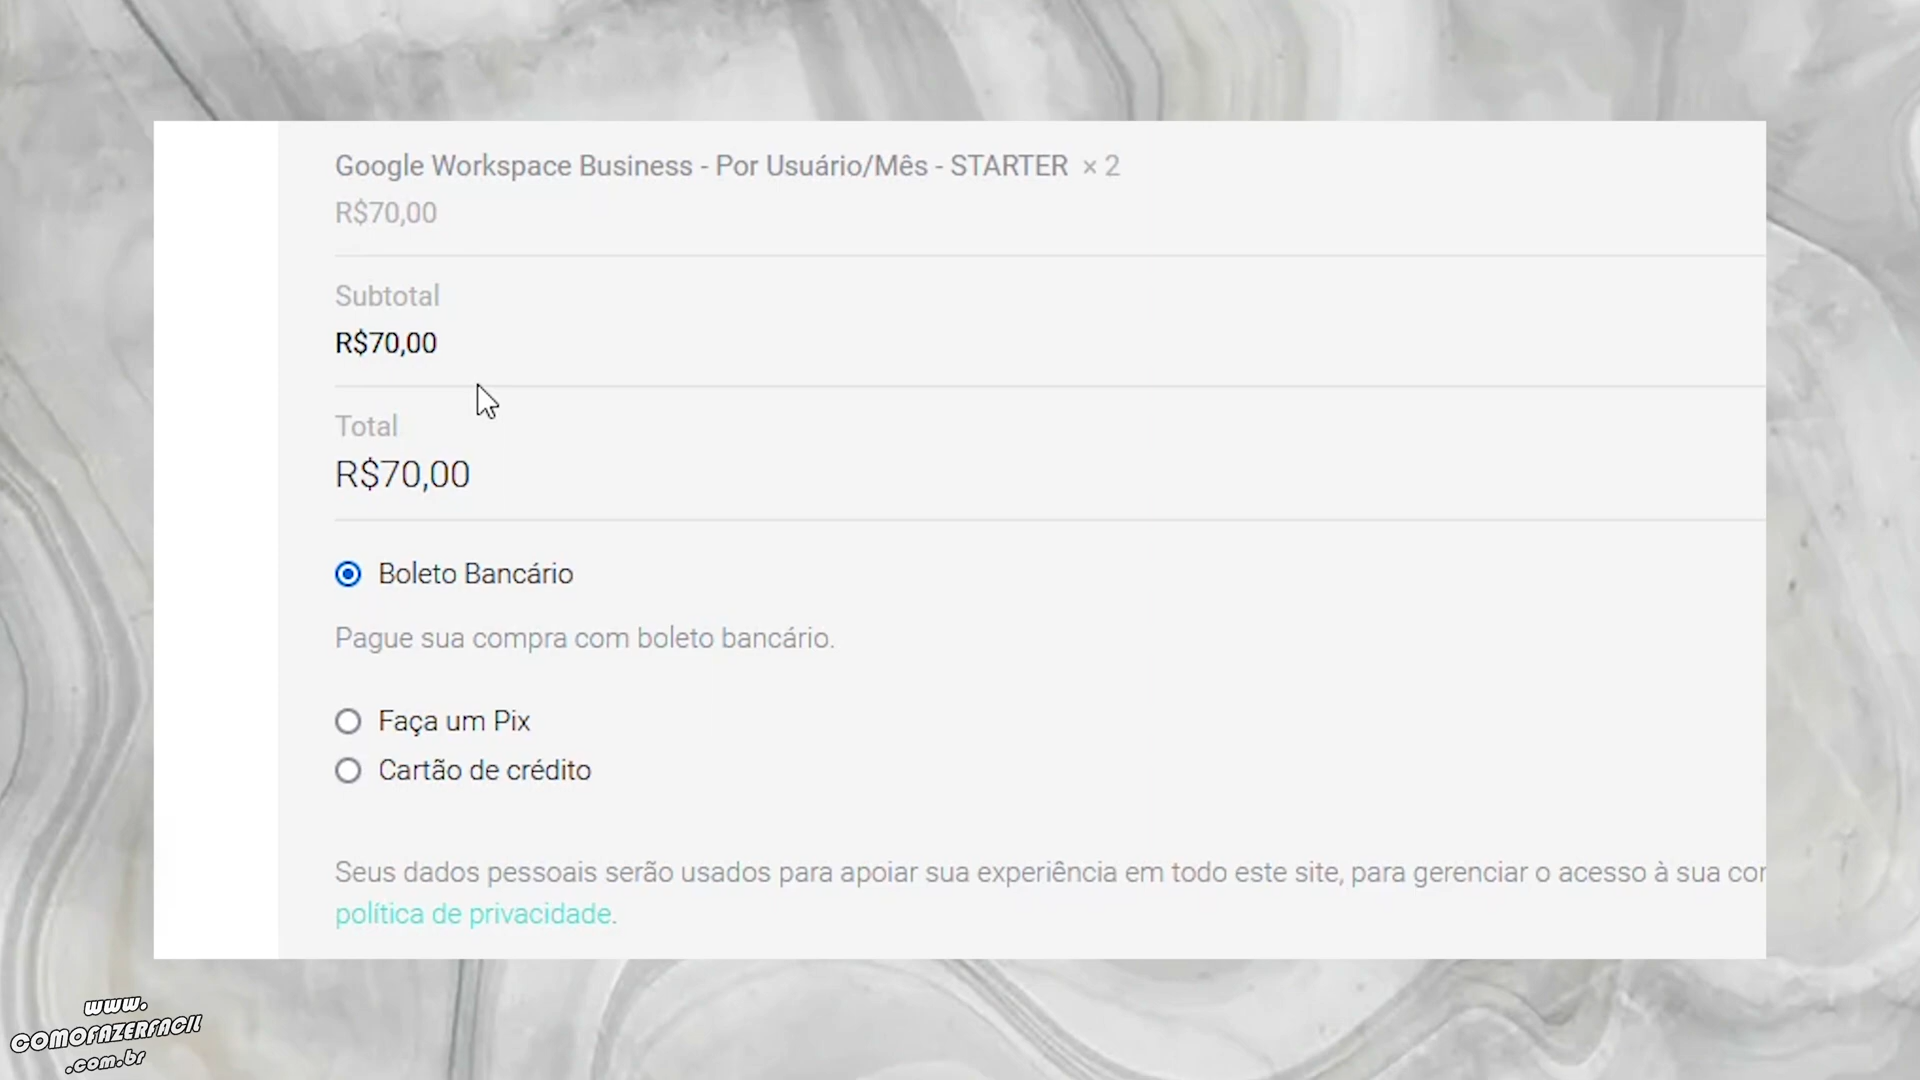 Google Workspace Business - Por Usuário/Mês - STARTER × 2
R$70,00
Subtotal
R$70,00
Total
R$70,00
Boleto Bancário
Pague sua compra com boleto bancário.
Faça um Pix
Cartão de crédito
Seus dados pessoais serão usados para apoiar sua experiência em todo este site, para gerenciar o acesso à sua
política de privacidade.
www.
COMOFAZERFACIL
.com.br